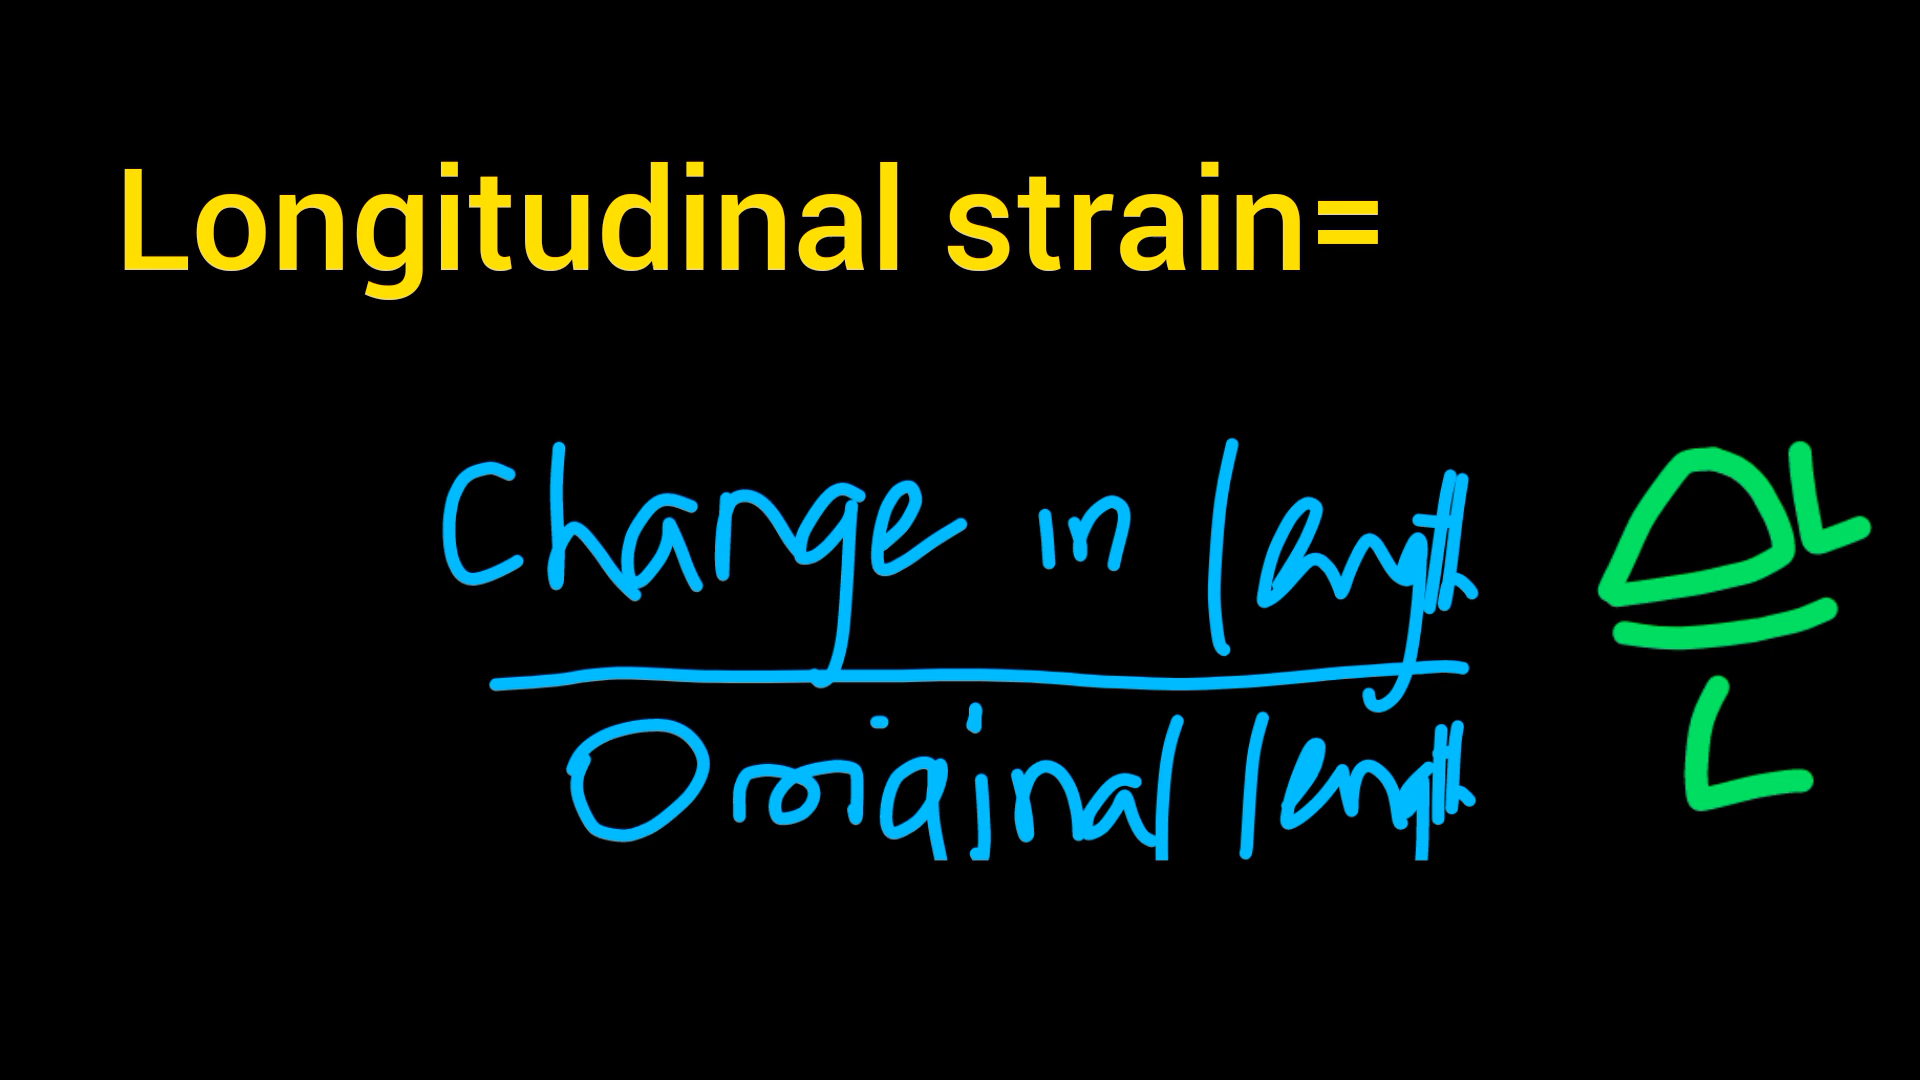 Longitudinal strain=
Change in length
Original length
ΔL
L